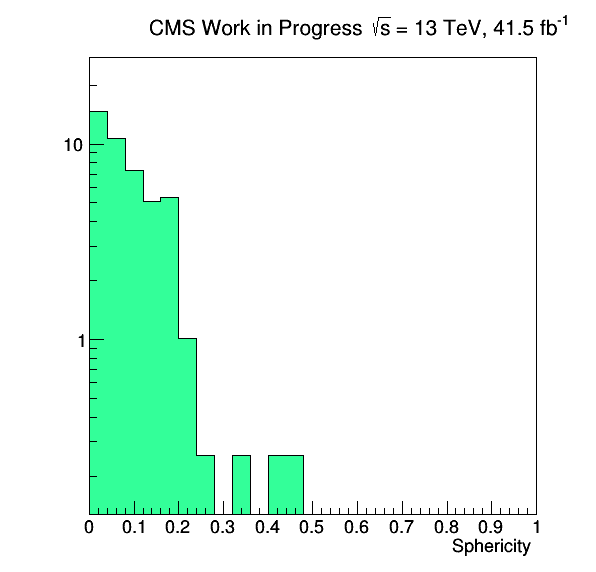 CMS Work in Progress √s = 13 TeV, 41.5 fb⁻¹
10
1
0 0.1 0.2 0.3 0.4 0.5 0.6 0.7 0.8 0.9 1
Sphericity